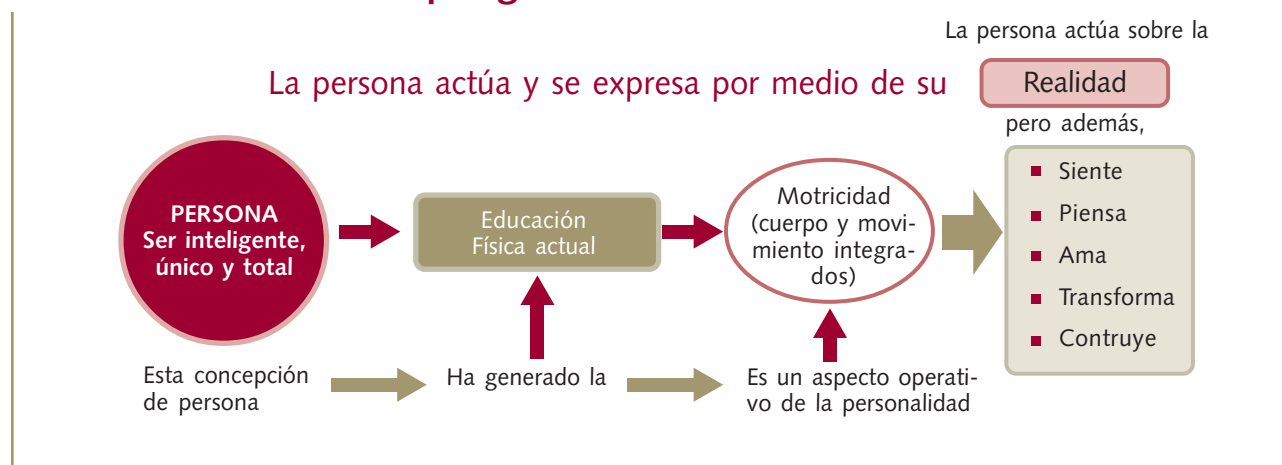 La persona actúa sobre la
La persona actúa y se expresa por medio de su
Realidad
pero además,
PERSONA
Ser inteligente,
único y total
Educación
Física actual
Motricidad
(cuerpo y movi-
miento integra-
dos)
Siente
Piensa
Ama
Transforma
Contruye
Esta concepción
de persona
Ha generado la
Es un aspecto operati-
vo de la personalidad